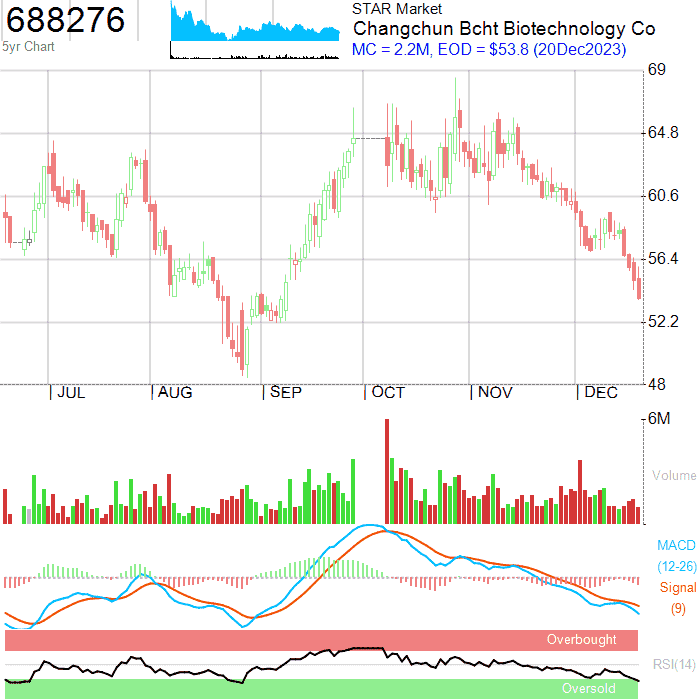 688276
5yr Chart
STAR Market
Changchun Bcht Biotechnology Co
MC = 2.2M, EOD = $53.8 (20Dec2023)
69
64.8
60.6
56.4
52.2
48
JUL
AUG
SEP
OCT
NOV
DEC
6M
Volume
MACD
(12-26)
Signal
(9)
Overbought
RSI(14)
Oversold